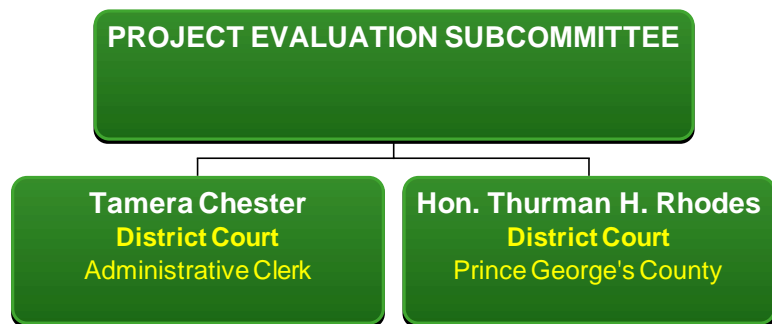 PROJECT EVALUATION SUBCOMMITTEE
Tamera Chester
District Court
Administrative Clerk
Hon. Thurman H. Rhodes
District Court
Prince George's County